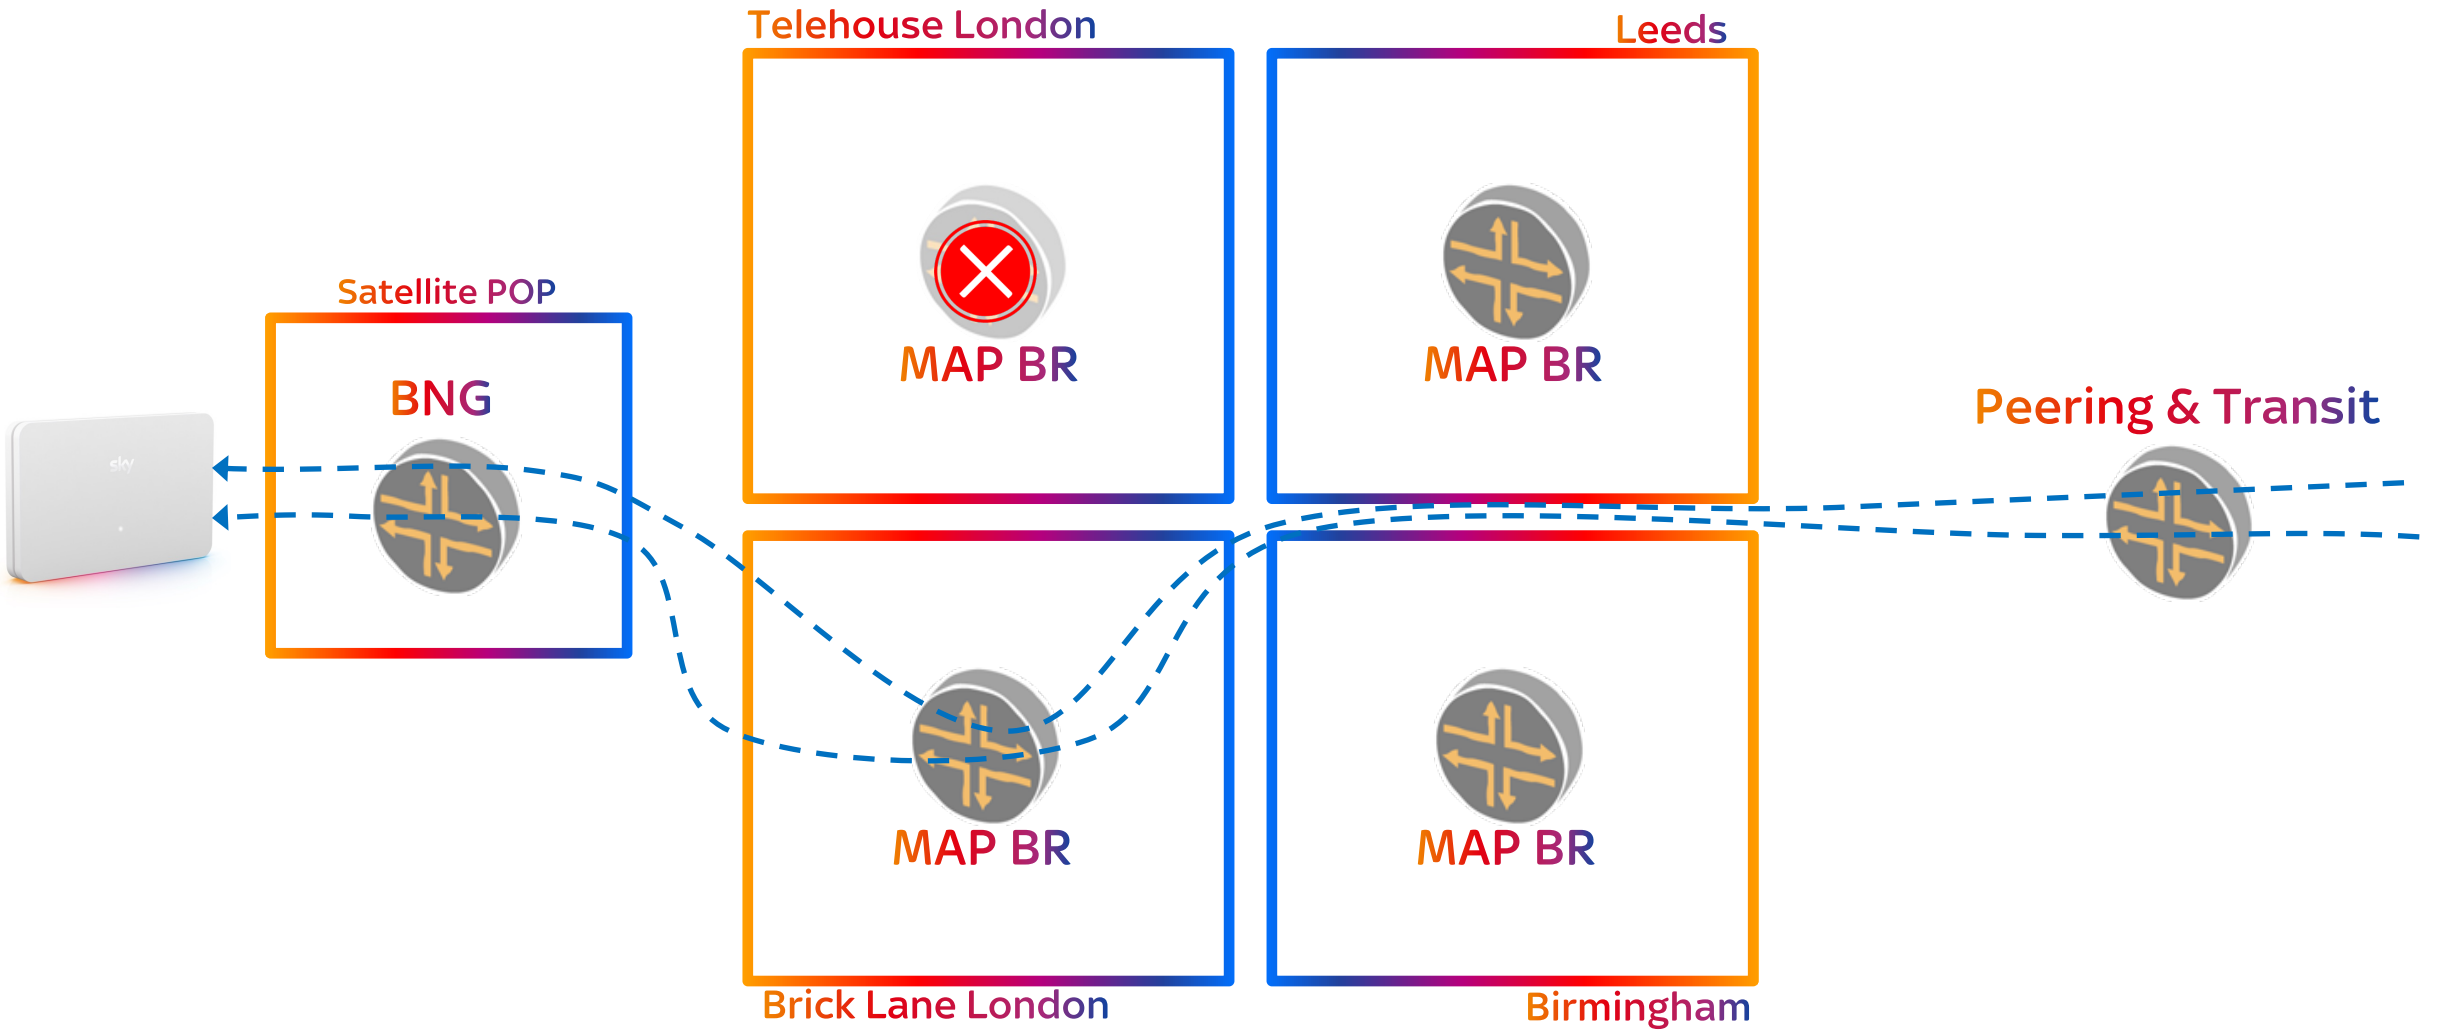 Telehouse London
Leeds
MAP BR
MAP BR
Satellite POP
BNG
sky
Peering & Transit
MAP BR
MAP BR
Brick Lane London
Birmingham